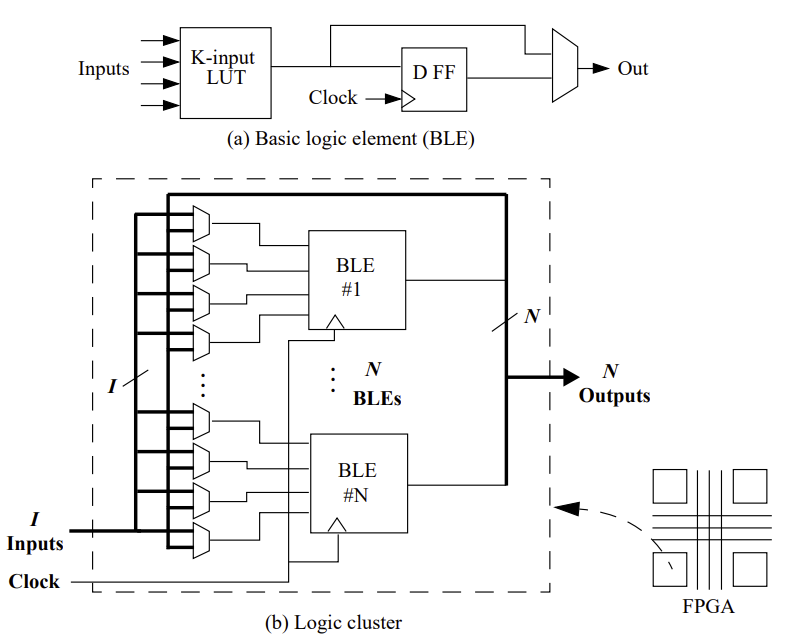 Inputs
K-input
LUT
D FF
Clock
Out
(a) Basic logic element (BLE)
BLE
#1
N
I
N
BLEs
N
Outputs
BLE
#N
I
Inputs
Clock
FPGA
(b) Logic cluster